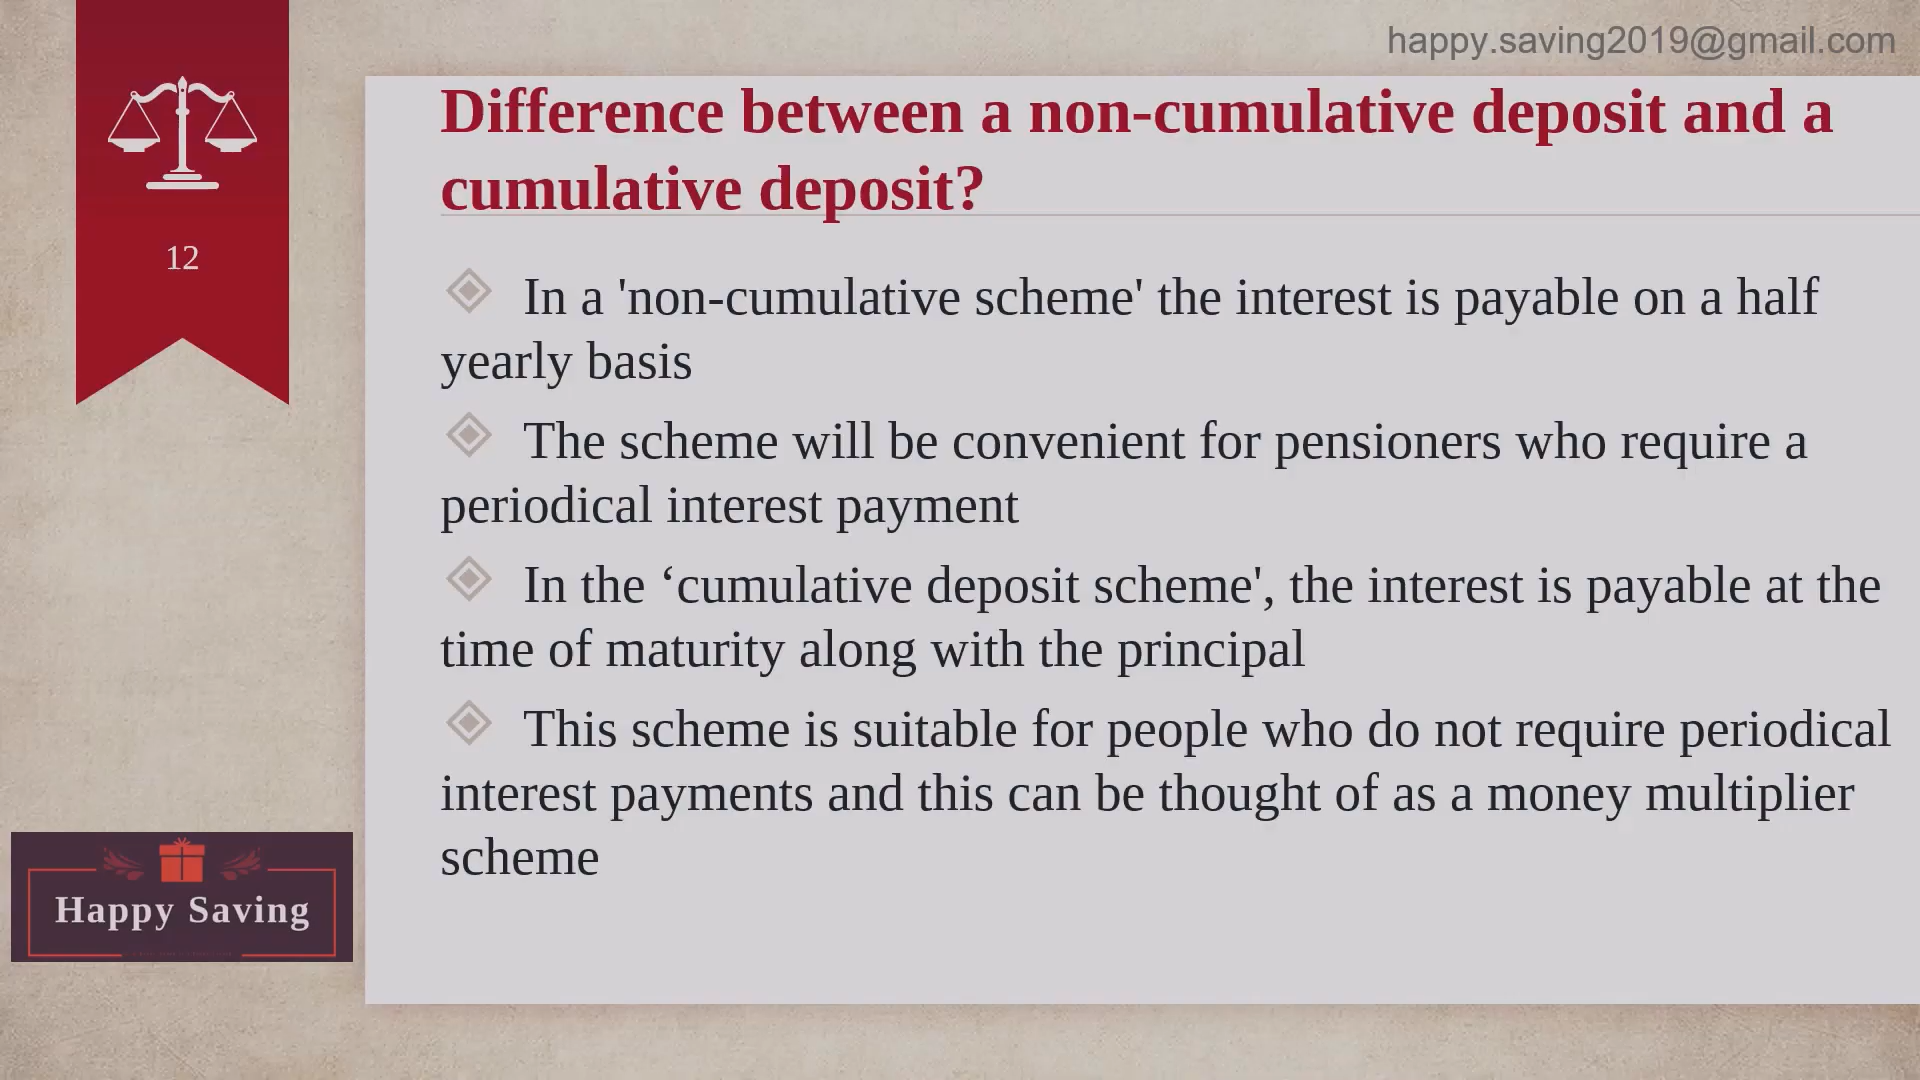 happy.saving2019@gmail.com
Difference between a non-cumulative deposit and a
cumulative deposit?
12
In a 'non-cumulative scheme' the interest is payable on a half
yearly basis
The scheme will be convenient for pensioners who require a
periodical interest payment
In the ‘cumulative deposit scheme', the interest is payable at the
time of maturity along with the principal
This scheme is suitable for people who do not require periodical
interest payments and this can be thought of as a money multiplier
scheme
Happy Saving